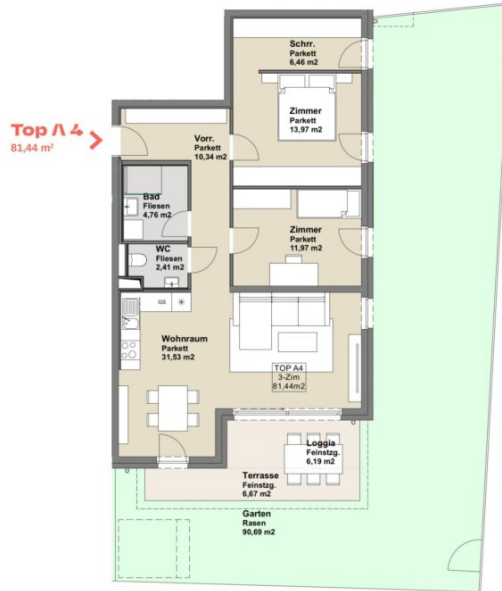 Schrr.
Parkett
6,46 m2
Zimmer
Parkett
13,97 m2
Top A 4
81,44 m²
Vorr.
Parkett
10,34 m2
Bad
Fliesen
4,76 m2
Zimmer
Parkett
11,97 m2
WC
Fliesen
2,41 m2
GS
Wohnraum
Parkett
31,53 m2
TOP A4
3-Zim
81,44m2
Loggia
Feinstzg.
6,19 m2
Terrasse
Feinstzg.
6,67 m2
Garten
Rasen
90,69 m2